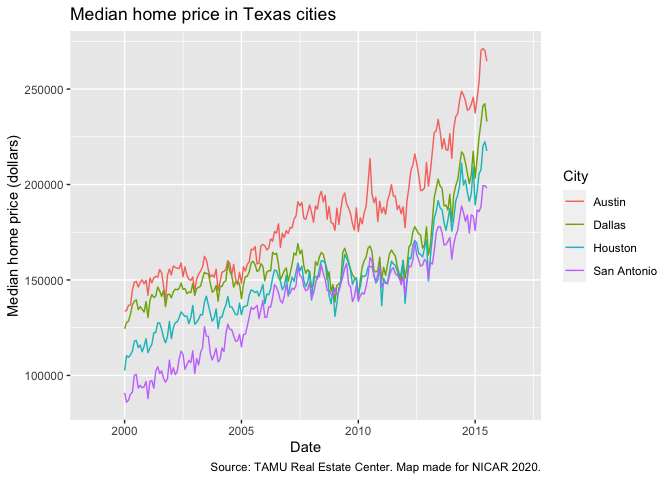 Median home price in Texas cities
Median home price (dollars)
250000
200000
150000
100000
2000
2005
2010
2015
Date
City
Austin
Dallas
Houston
San Antonio
Source: TAMU Real Estate Center. Map made for NICAR 2020.